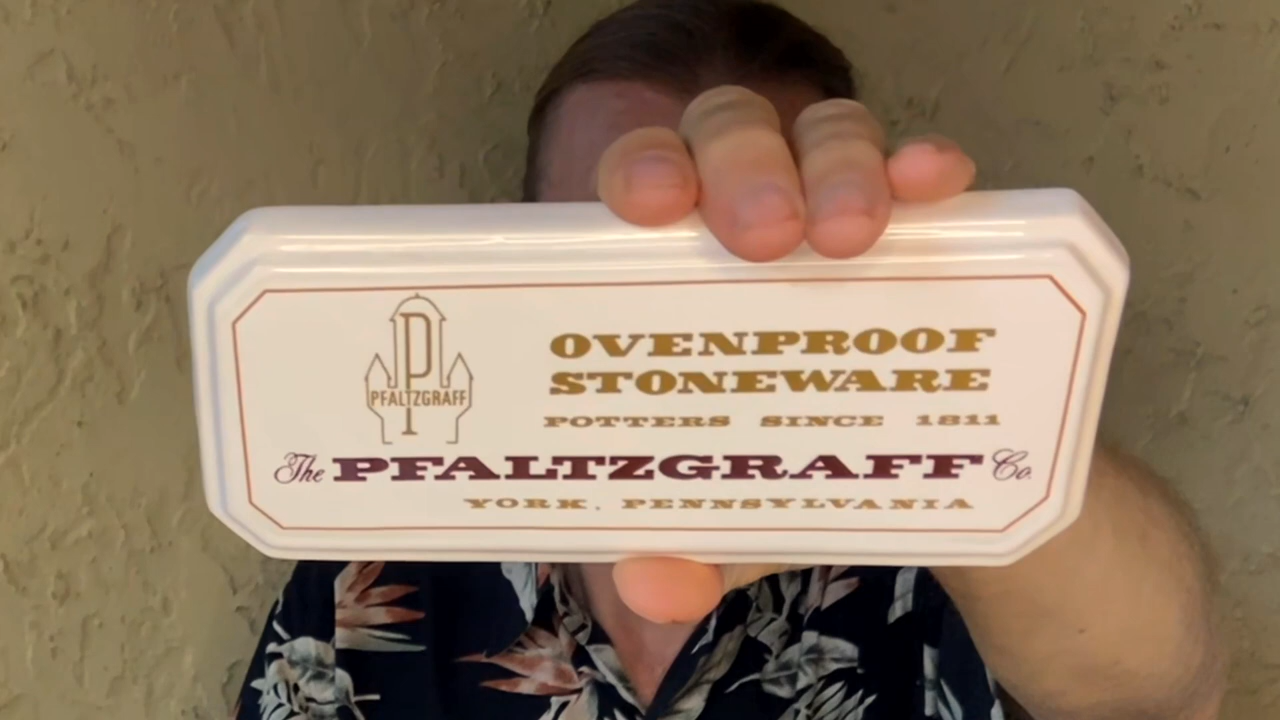 P
PFALTZGRAFF
OVENPROOF
STONEWARE
POTTERS SINCE 1811
The PFALTZGRAFF Co.
YORK, PENNSYLVANIA